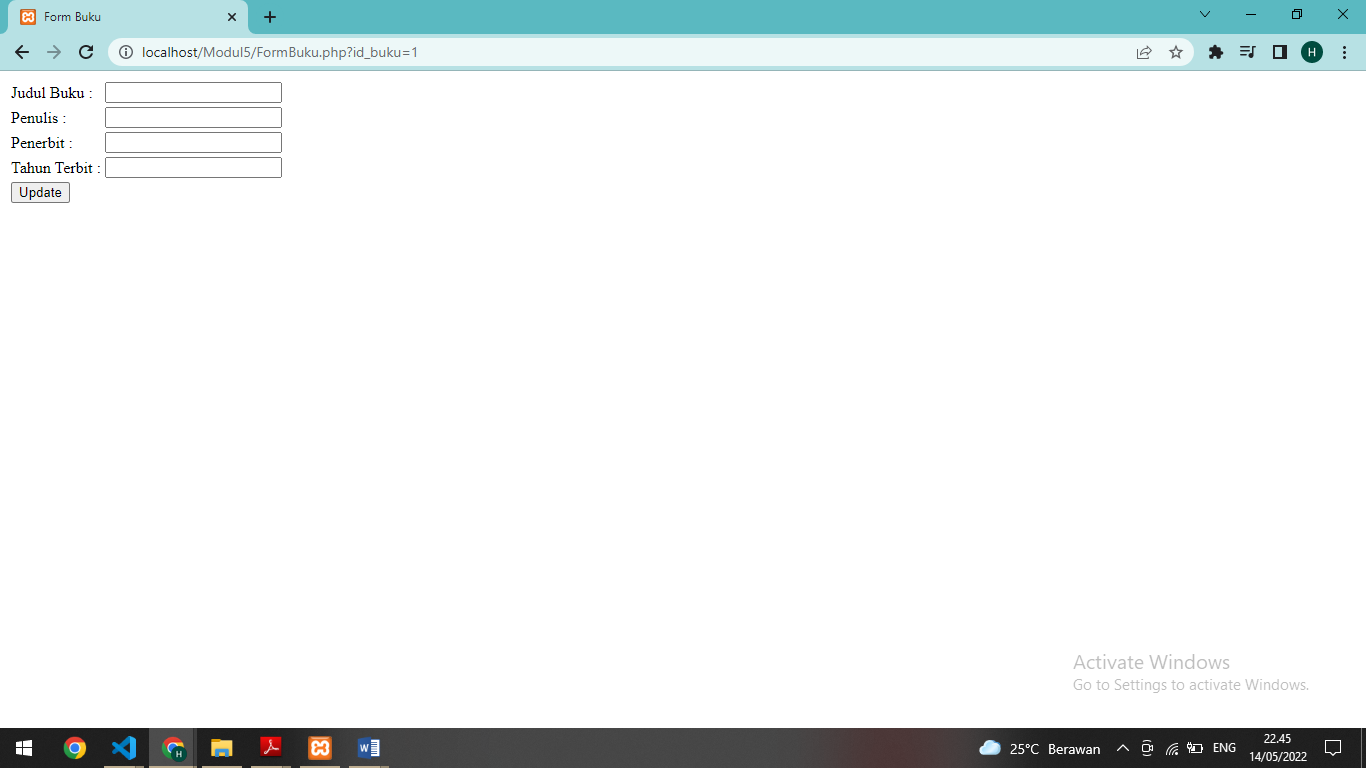 Form Buku
localhost/Modul5/FormBuku.php?id_buku=1
H
Judul Buku :
Penulis :
Penerbit :
Tahun Terbit :
Update
Activate Windows
Go to Settings to activate Windows.
H
W
25°C Berawan
ENG
22.45
14/05/2022